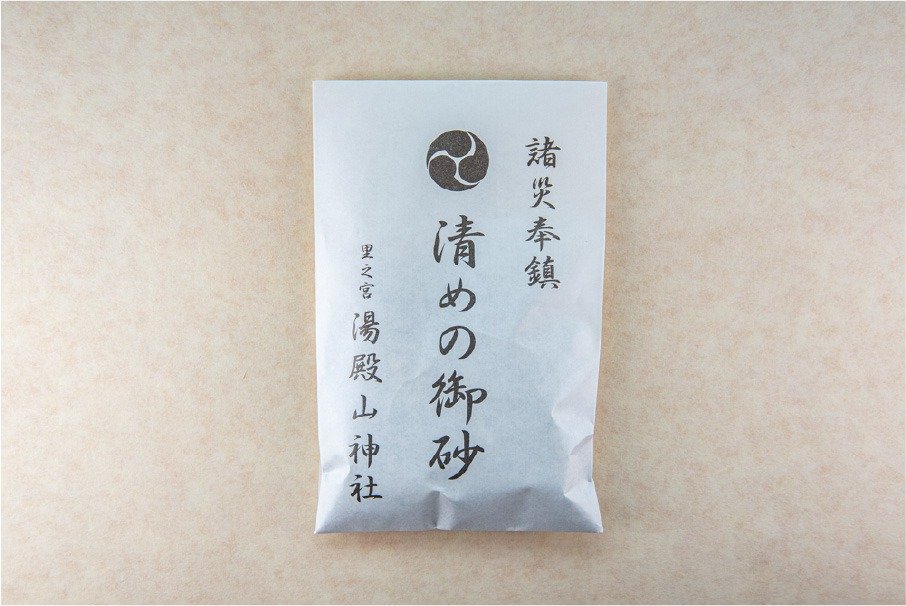 諸災奉鎮
清めの御砂
里之宮 湯殿山神社